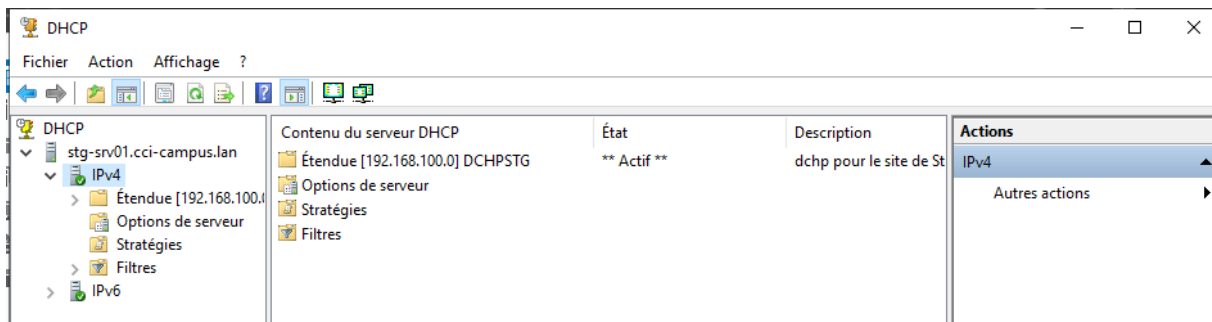 DHCP
Fichier Action Affichage ?
DHCP
stg-srv01.cci-campus.lan
IPv4
Étendue [192.168.100.
Options de serveur
Stratégies
Filtres
IPv6
Contenu du serveur DHCP État Description
Étendue [192.168.100.0] DCHPSTG ** Actif ** dchp pour le site de St
Options de serveur
Stratégies
Filtres
Actions
IPv4
Autres actions